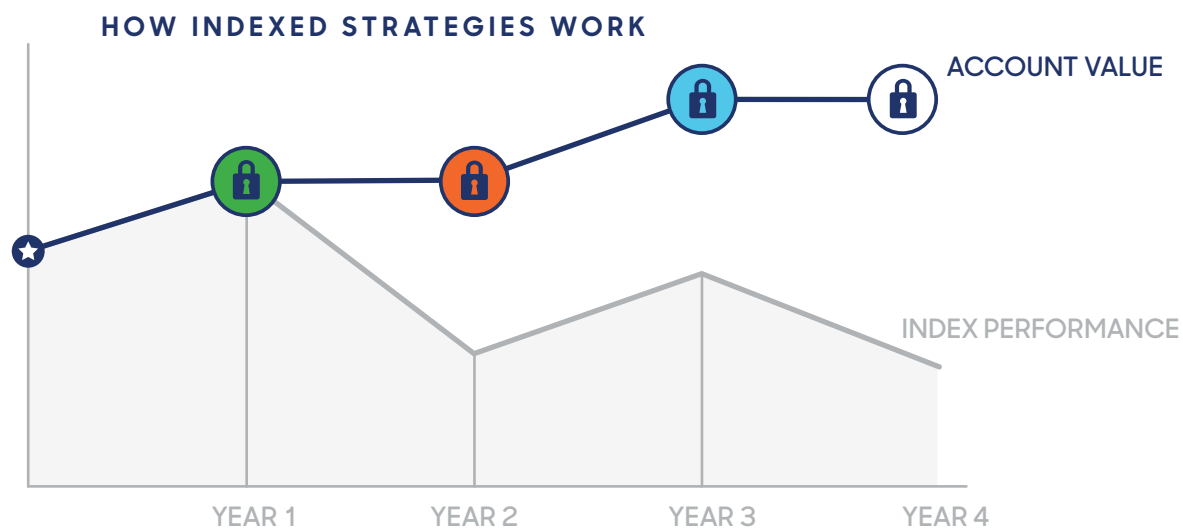 HOW INDEXED STRATEGIES WORK
ACCOUNT VALUE
INDEX PERFORMANCE
YEAR 1
YEAR 2
YEAR 3
YEAR 4